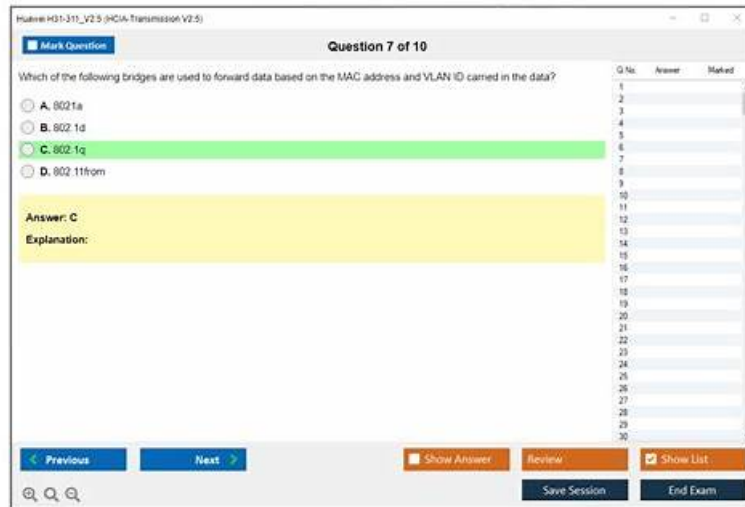 Huawei H31-311_V2.5 (HCIA-Transmission V2.5)
Mark Question
Question 7 of 10
Which of the following bridges are used to forward data based on the MAC address and VLAN ID carried in the data?
A. 8021a
B. 802.1d
C. 802.1q
D. 802.11from
Answer: C
Explanation:
Q No. Answer Marked
1
2
3
4
5
6
7
8
9
10
11
12
13
14
15
16
17
18
19
20
21
22
23
24
25
26
27
28
29
30
Previous
Next
Show Answer
Review
Show List
Save Session
End Exam